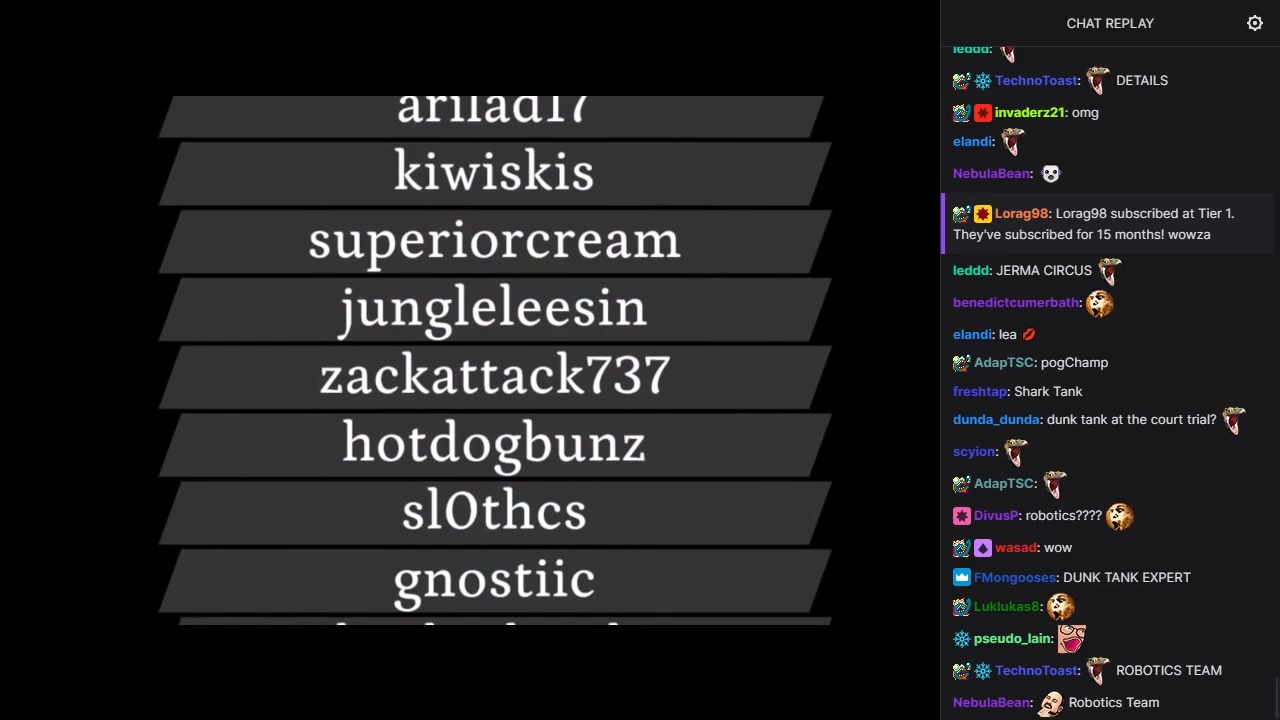 arilad17
kiwiskis
superiorcream
jungleleesin
zackattack737
hotdogbunz
sl0thcs
gnostiic
CHAT REPLAY
leddd:
TechnoToast: DETAILS
invaderz21: omg
elandi:
NebulaBean:
Lorag98: Lorag98 subscribed at Tier 1.
They've subscribed for 15 months! wowza
leddd: JERMA CIRCUS
benedictcumerbath:
elandi: lea
AdapTSC: pogChamp
freshtap: Shark Tank
dunda_dunda: dunk tank at the court trial?
scyion:
AdapTSC:
DivusP: robotics????
wasad: wow
FMongooses: DUNK TANK EXPERT
Luklukas8:
pseudo_lain:
TechnoToast: ROBOTICS TEAM
NebulaBean: Robotics Team